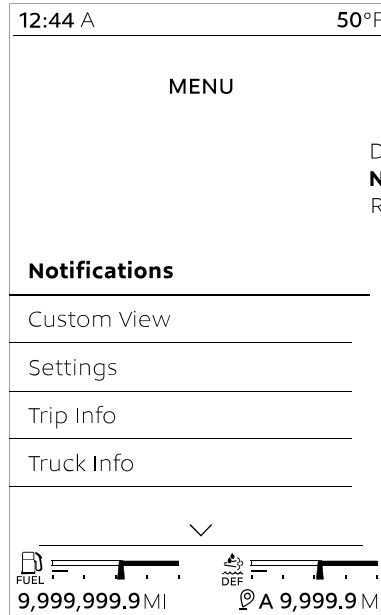 12:44 A 50°F
MENU
D
N
R
Notifications
Custom View
Settings
Trip Info
Truck Info
FUEL DEF
9,999,999.9 MI A 9,999.9 M